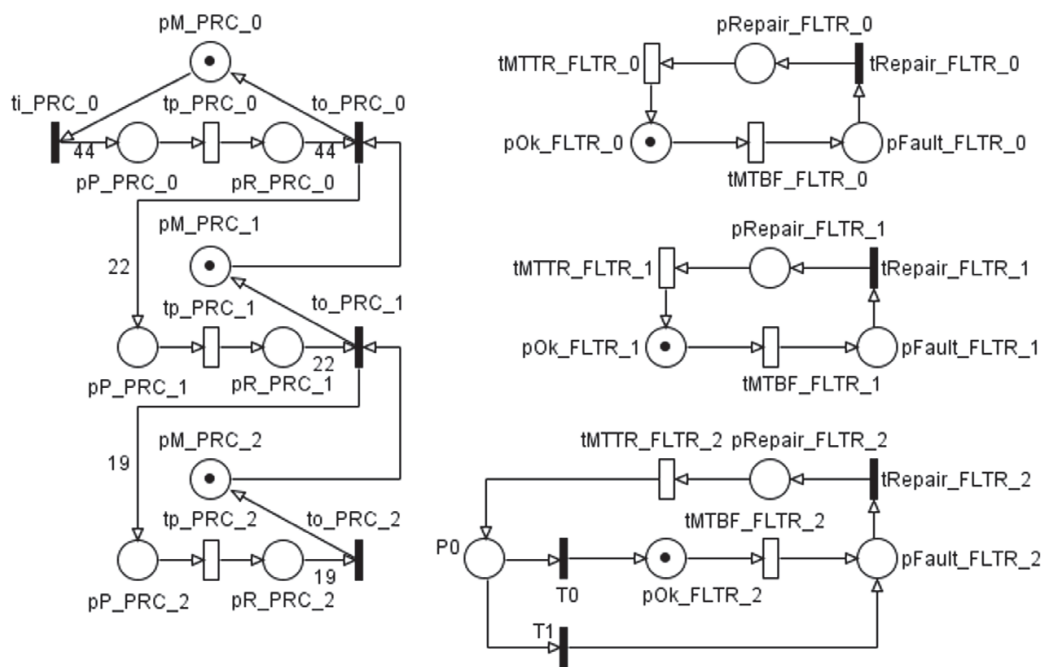 pM_PRC_0
ti_PRC_0
tp_PRC_0
to_PRC_0
44
44
pP_PRC_0
pR_PRC_0
pM_PRC_1
22
tp_PRC_1
to_PRC_1
22
pP_PRC_1
pR_PRC_1
pM_PRC_2
19
tp_PRC_2
to_PRC_2
19
pP_PRC_2
pR_PRC_2
pRepair_FLTR_0
tMTTR_FLTR_0
tRepair_FLTR_0
pOk_FLTR_0
pFault_FLTR_0
tMTBF_FLTR_0
pRepair_FLTR_1
tMTTR_FLTR_1
tRepair_FLTR_1
pOk_FLTR_1
pFault_FLTR_1
tMTBF_FLTR_1
tMTTR_FLTR_2
pRepair_FLTR_2
tRepair_FLTR_2
tMTBF_FLTR_2
P0
pFault_FLTR_2
T0
pOk_FLTR_2
T1